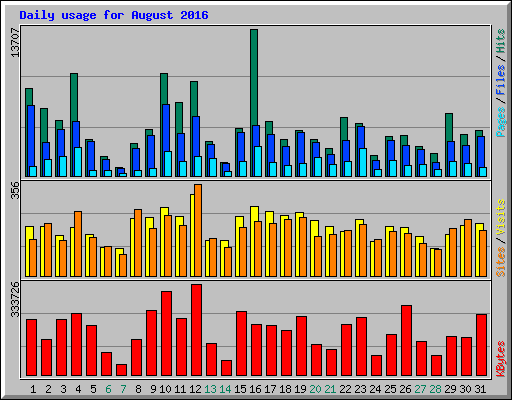 Daily usage for August 2016
13707
Pages / Files / Hits
366
Sites / Visits
333726
KBytes
1 2 3 4 5 6 7 8 9 10 11 12 13 14 15 16 17 18 19 20 21 22 23 24 25 26 27 28 29 30 31